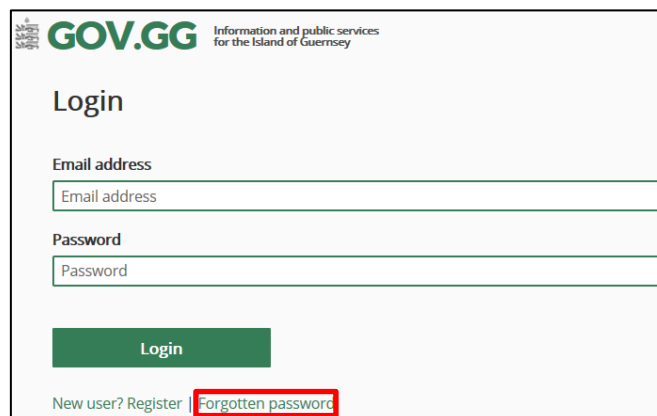 GOV.GG
Information and public services
for the Island of Guernsey
Login
Email address
Email address
Password
Password
Login
New user? Register | Forgotten password